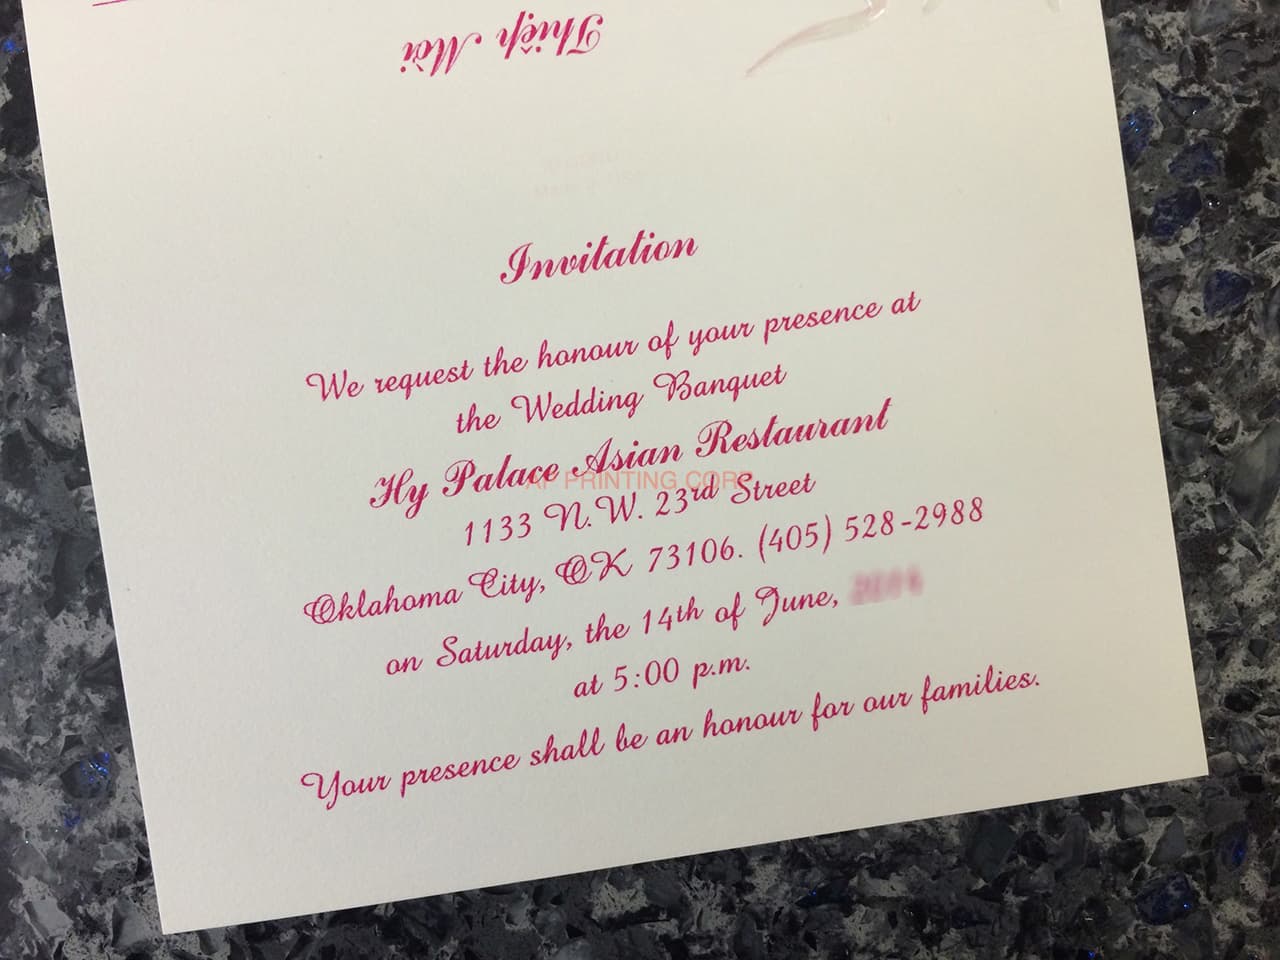 Thiệp Mời
Invitation
We request the honour of your presence at
the Wedding Banquet
Hy Palace Asian Restaurant
AP PRINTING CORP
1133 N.W. 23rd Street
Oklahoma City, OK 73106. (405) 528-2988
on Saturday, the 14th of June,
at 5:00 p.m.
Your presence shall be an honour for our families.